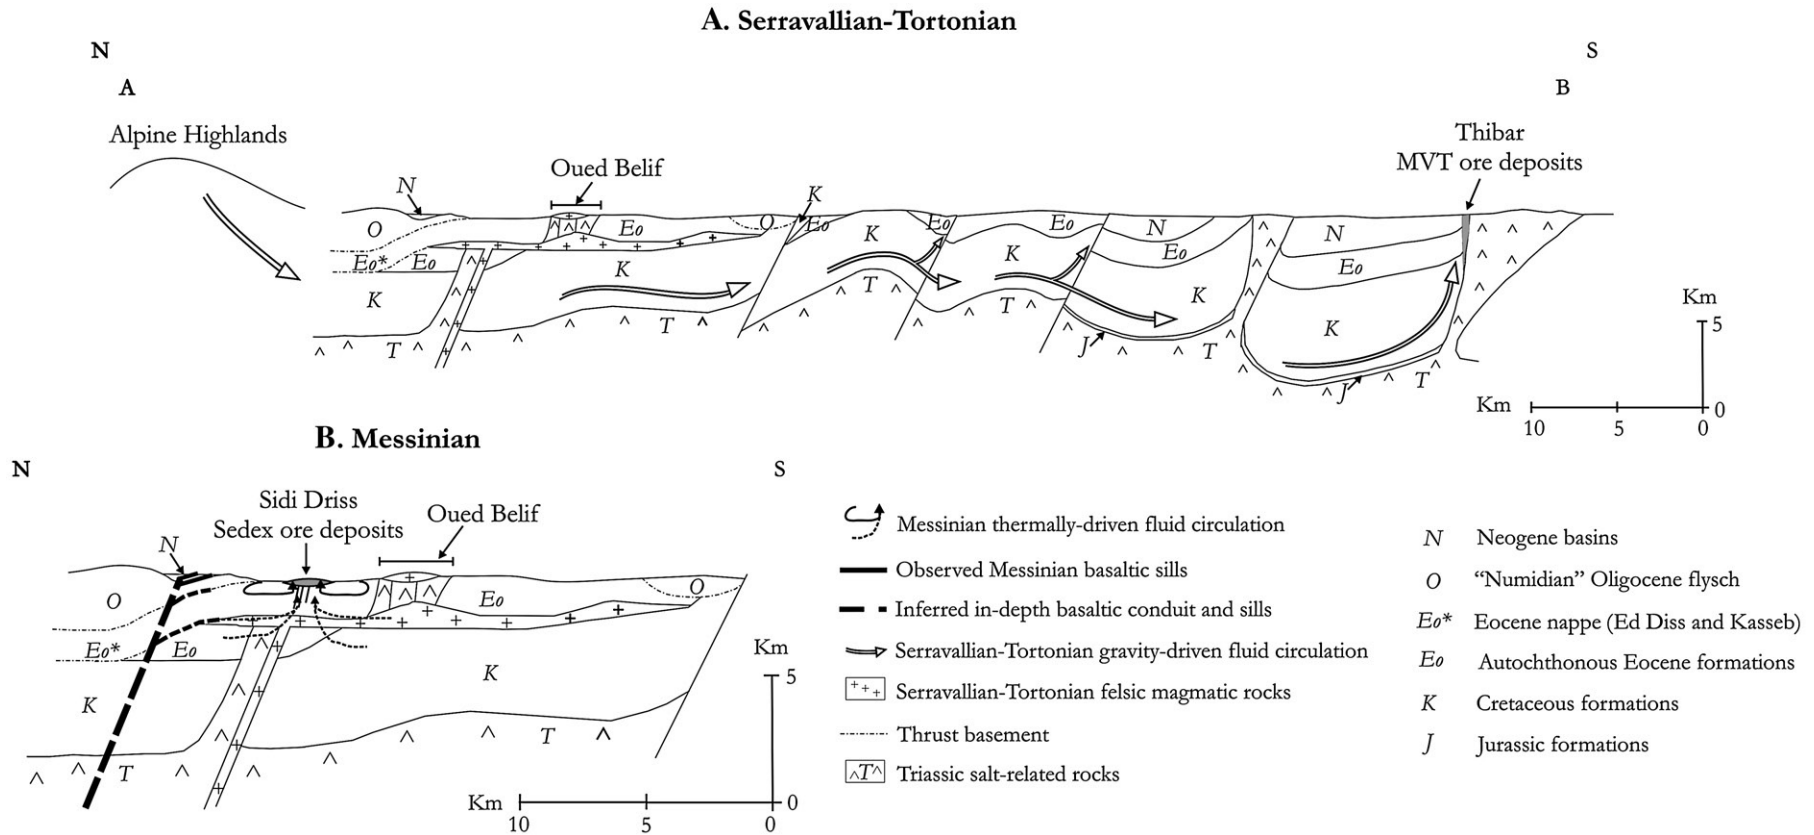 A. Serravallian-Tortonian
N
S
A
B
Alpine Highlands
Thibar
MVT ore deposits
Oued Belif
N
K
O
Eo
O
Eo
Eo
Eo
N
N
K
Eo* Eo
K
K
Eo
Eo
K
T
K
K
T
T
T
J
T
J
T
Km
5
0
Km
10 5 0
B. Messinian
N
S
Sidi Driss
Sedex ore deposits
Oued Belif
N
O
Eo
O
Eo* Eo
K
K
T
T
Km
5
0
Km
10 5 0
Messinian thermally-driven fluid circulation
Observed Messinian basaltic sills
Inferred in-depth basaltic conduit and sills
Serravallian-Tortonian gravity-driven fluid circulation
Serravallian-Tortonian felsic magmatic rocks
Thrust basement
T Triassic salt-related rocks
N Neogene basins
O “Numidian” Oligocene flysch
Eo* Eocene nappe (Ed Diss and Kasseb)
Eo Autochthonous Eocene formations
K Cretaceous formations
J Jurassic formations